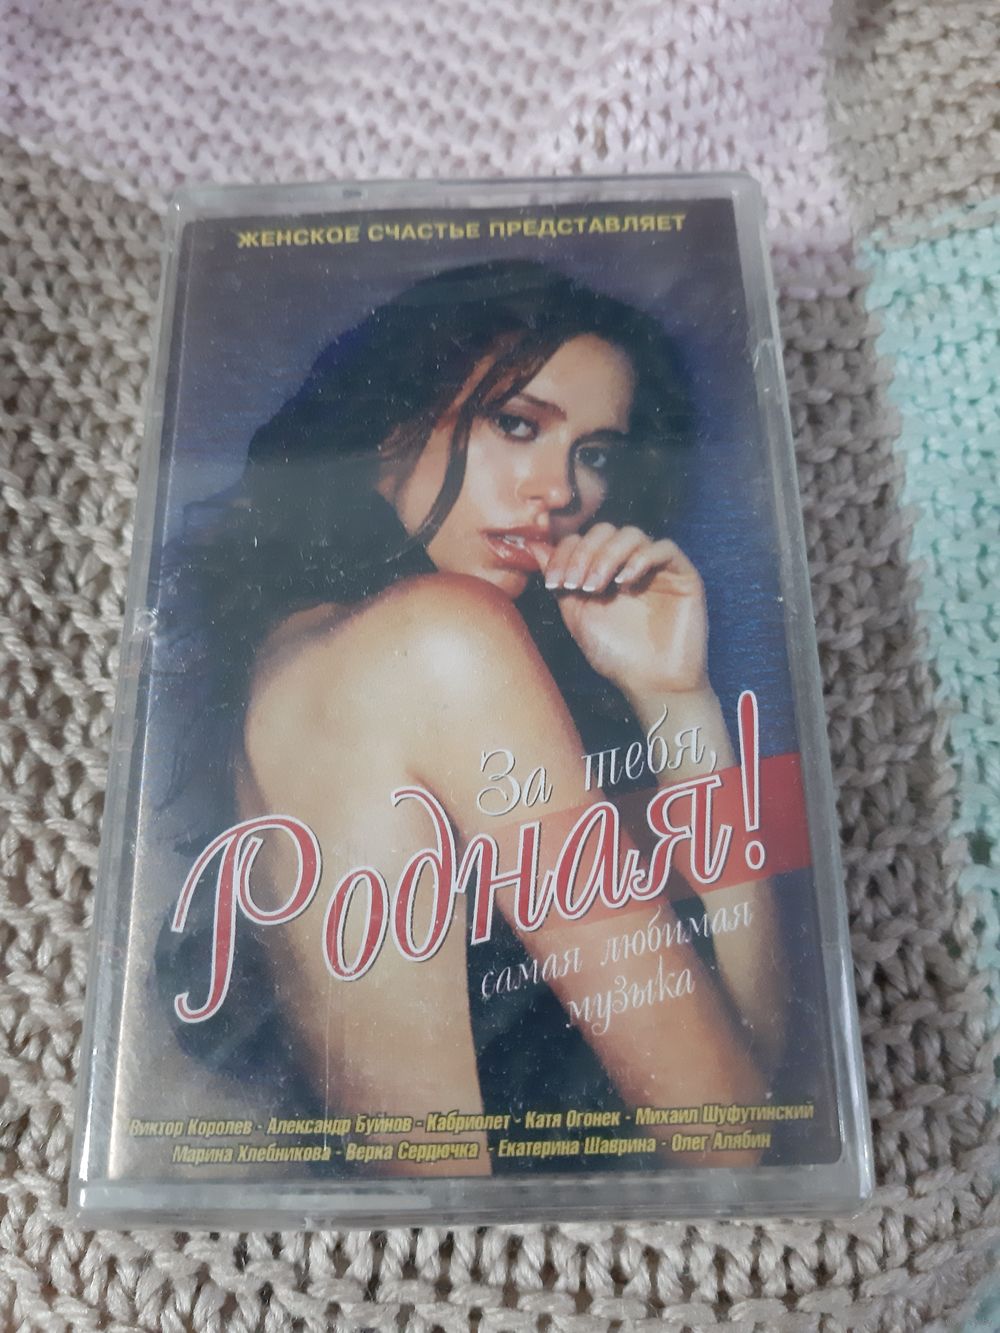 ЖЕНСКОЕ СЧАСТЬЕ ПРЕДСТАВЛЯЕТ
За тебя,
Родная!
самая любимая
музыка
Виктор Королев - Александр Буйнов - Кабриолет - Катя Огонек - Михаил Шуфутинский
Марина Хлебникова - Верка Сердючка - Екатерина Шаврина - Олег Алябин